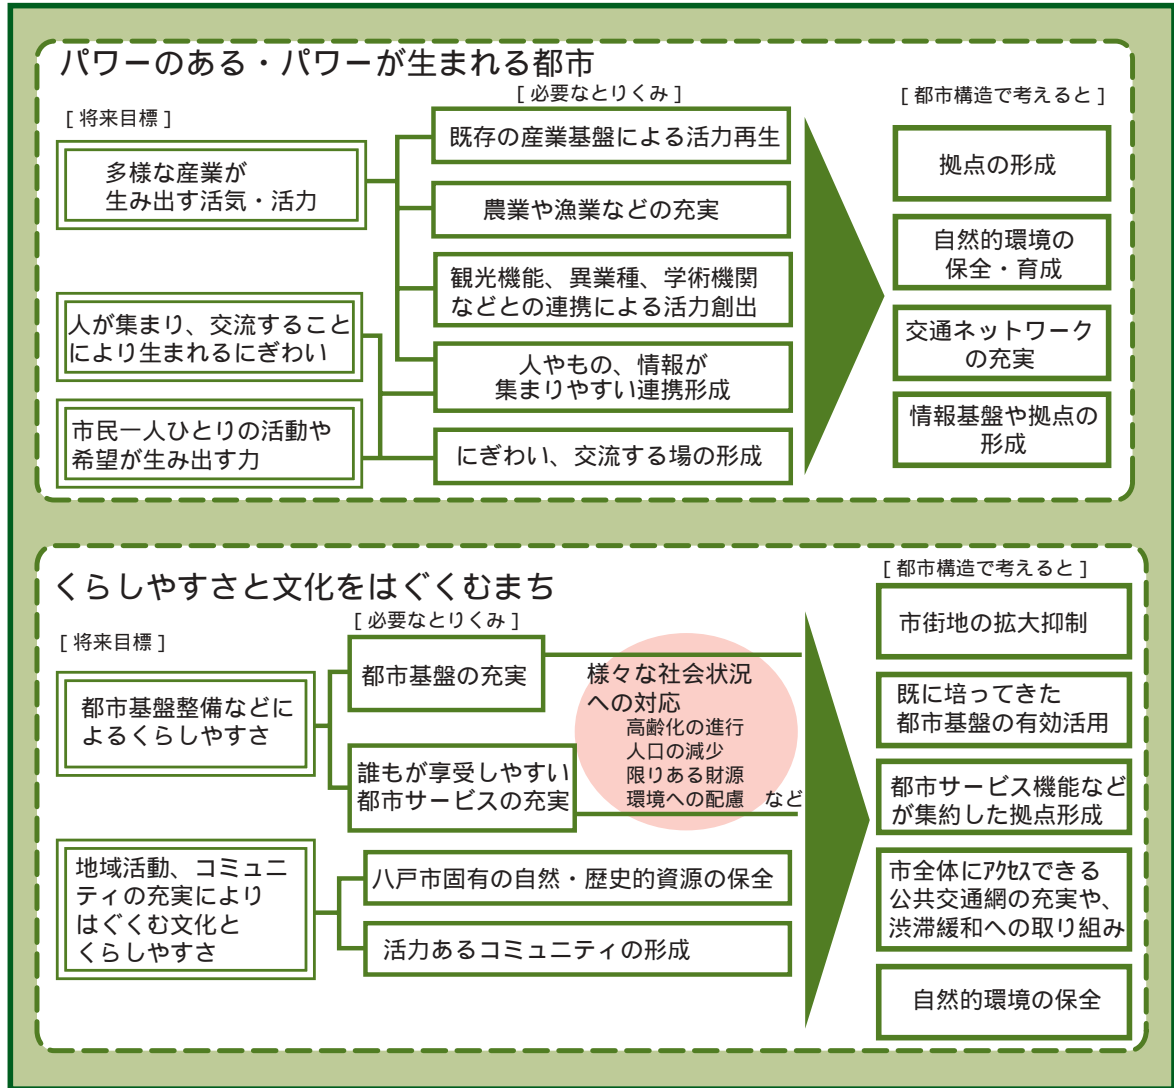 パワーのある・パワーが生まれる都市
[ 将来目標 ]
多様な産業が
生み出す活気・活力
人が集まり、交流すること
により生まれるにぎわい
市民一人ひとりの活動や
希望が生み出す力
[ 必要なとりくみ ]
既存の産業基盤による活力再生
農業や漁業などの充実
観光機能、異業種、学術機関
などとの連携による活力創出
人やもの、情報が
集まりやすい連携形成
にぎわい、交流する場の形成
[ 都市構造で考えると ]
拠点の形成
自然的環境の
保全・育成
交通ネットワーク
の充実
情報基盤や拠点の
形成
くらしやすさと文化をはぐくむまち
[ 将来目標 ]
都市基盤整備などに
よるくらしやすさ
地域活動、コミュニ
ティの充実により
はぐくむ文化と
くらしやすさ
[ 必要なとりくみ ]
都市基盤の充実
誰もが享受しやすい
都市サービスの充実
様々な社会状況
への対応
高齢化の進行
人口の減少
限りある財源
環境への配慮 など
八戸市固有の自然・歴史的資源の保全
活力あるコミュニティの形成
[ 都市構造で考えると ]
市街地の拡大抑制
既に培ってきた
都市基盤の有効活用
都市サービス機能など
が集約した拠点形成
市全体にｱｸｾｽできる
公共交通網の充実や、
渋滞緩和への取り組み
自然的環境の保全